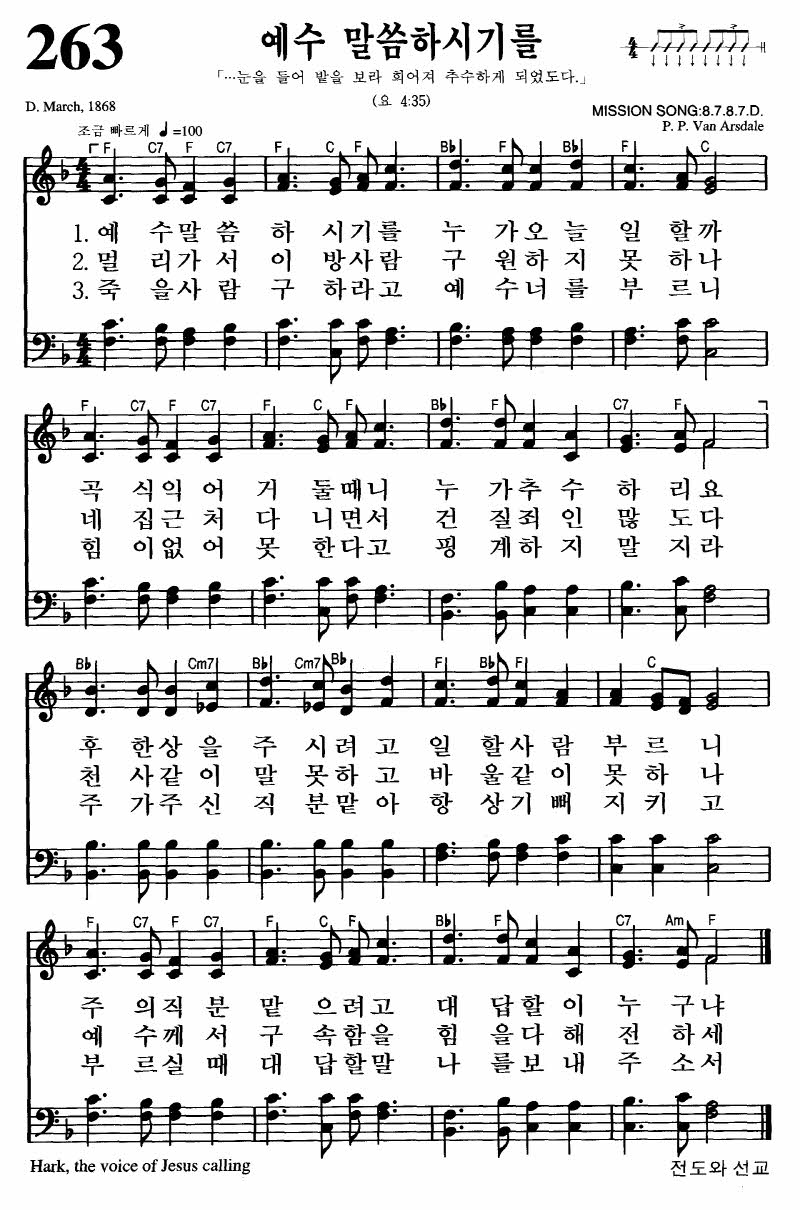 263
예수 말씀하시기를
「…눈을 들어 밭을 보라 희어져 추수하게 되었도다.」
(요 4:35)
D. March, 1868
MISSION SONG:8.7.8.7.D.
P. P. Van Arsdale
조금 빠르게 ♩=100
F C7 F C7 F C F Bb F Bb F C
1. 예 수말 씀 하 시기를 누 가오 늘 일 할까
2. 멀 리가 서 이 방사람 구 원하 지 못 하나
3. 죽 을사 람 구 하라고 예 수너 를 부 르니
F C7 F C7 F C F Bb F C7 F
곡 식익 어 거 둘때니 누 가추 수 하 리요
네 집근 처 다 니면서 건 질죄 인 많 도다
힘 이없 어 못 한다고 핑 계하 지 말 지라
Bb Cm7 Bb Cm7 Bb F Bb F C
후 한상 을 주 시려 고 일 할사 람 부 르 니
천 사같 이 말 못하 고 바 울같 이 못 하 나
주 가주 신 직 분맡 아 항 상기 뻐 지 키 고
F C7 F C7 F C F Bb F C7 Am F
주 의직 분 맡 으려고 대 답할 이 누 구냐
예 수께 서 구 속함을 힘 을다 해 전 하세
부 르실 때 대 답할말 나 를보 내 주 소서
Hark, the voice of Jesus calling
전도와 선교